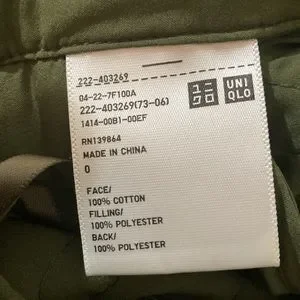 222-403269
04-22-7F100A
222-403269(73-06)
1414-00B1-00EF
ユニ
クロ
UNI
QLO
RN139864
MADE IN CHINA
0
FACE/
100% COTTON
FILLING/
100% POLYESTER
BACK/
100% POLYESTER